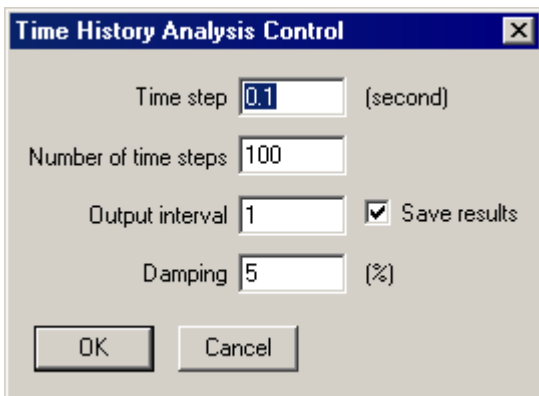 Time History Analysis Control
Time step 0.1 (second)
Number of time steps 100
Output interval 1 Save results
Damping 5 (%)
OK Cancel